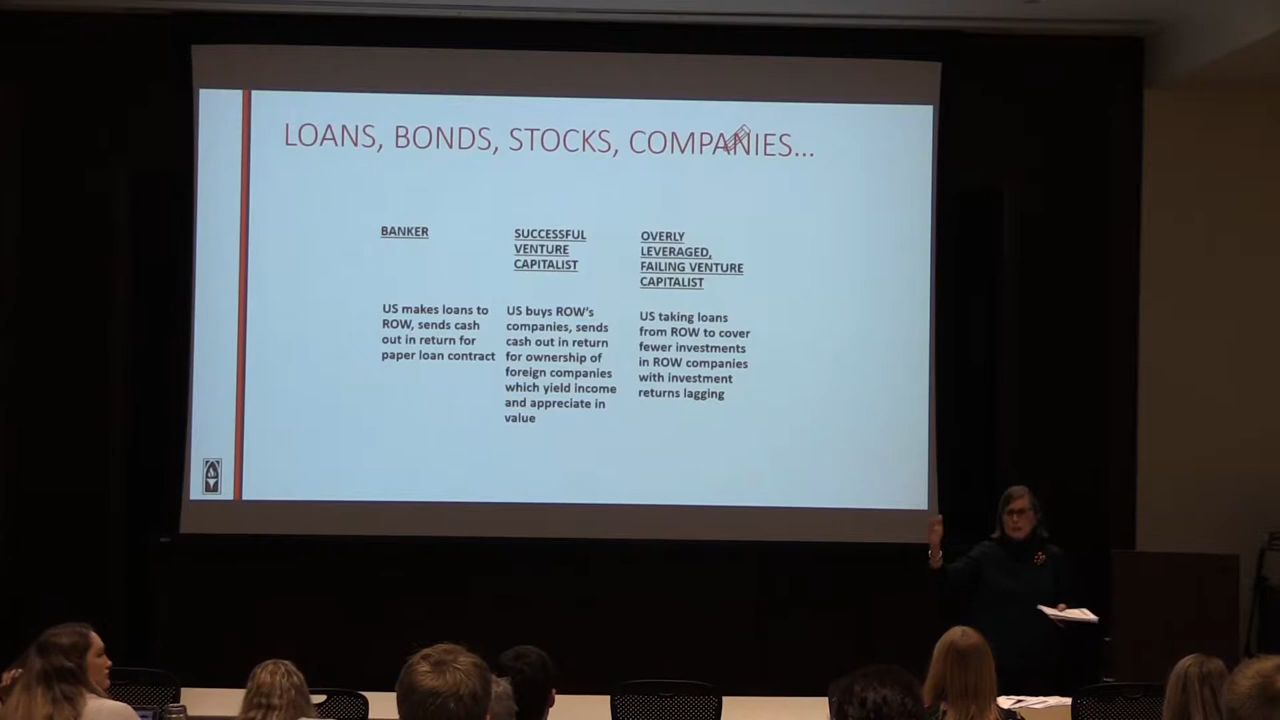 LOANS, BONDS, STOCKS, COMPANIES...
BANKER
US makes loans to
ROW, sends cash
out in return for
paper loan contract
SUCCESSFUL
VENTURE
CAPITALIST
US buys ROW's
companies, sends
cash out in return
for ownership of
foreign companies
which yield income
and appreciate in
value
OVERLY
LEVERAGED,
FAILING VENTURE
CAPITALIST
US taking loans
from ROW to cover
fewer investments
in ROW companies
with investment
returns lagging